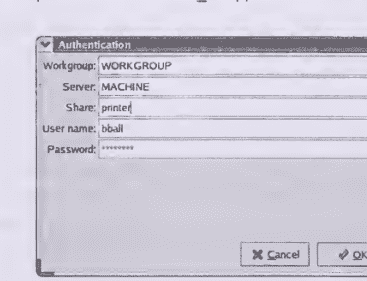 Authentication
Workgroup: WORKGROUP
Server: MACHINE
Share: printer
User name: bball
Password: ********
Cancel OK